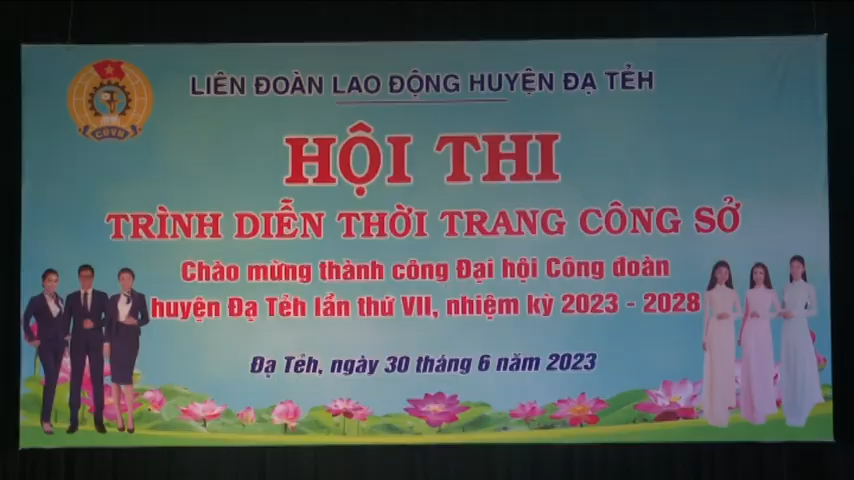 CĐVN
LIÊN ĐOÀN LAO ĐỘNG HUYỆN ĐẠ TẺH
HỘI THI
TRÌNH DIỄN THỜI TRANG CÔNG SỞ
Chào mừng thành công Đại hội Công đoàn
huyện Đạ Tẻh lần thứ VII, nhiệm kỳ 2023 - 2028
Đạ Tẻh, ngày 30 tháng 6 năm 2023